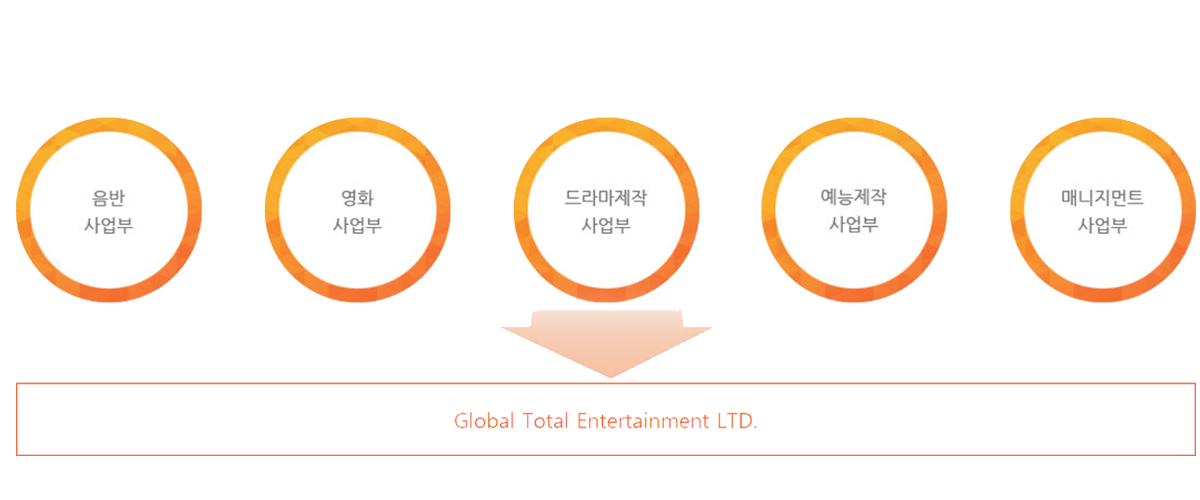 음반
사업부
영화
사업부
드라마제작
사업부
예능제작
사업부
매니지먼트
사업부
Global Total Entertainment LTD.